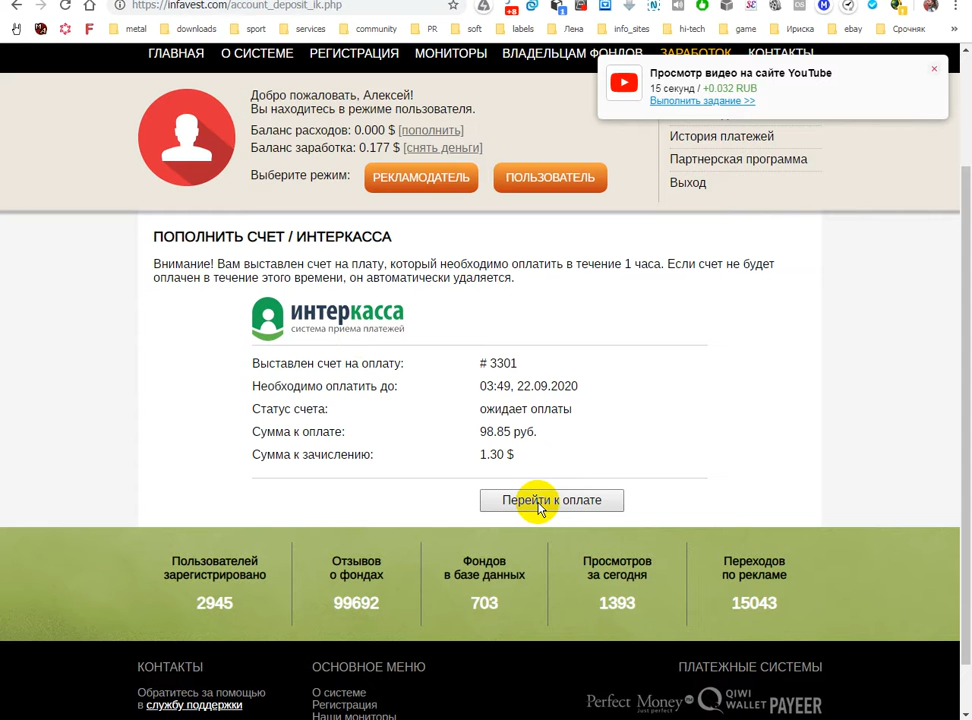 https://infavest.com/account_deposit_ik.php
metal downloads sport services community PR soft labels Лена info_sites hi-tech Ириска game ebay Срочняк
ГЛАВНАЯ О СИСТЕМЕ РЕГИСТРАЦИЯ МОНИТОРЫ ВЛАДЕЛЬЦАМ ФОНДОВ ЗАРАБОТОК КОНТАКТЫ
Просмотр видео на сайте YouTube
15 секунд / +0.032 RUB
Выполнить задание >>
Добро пожаловать, Алексей!
Вы находитесь в режиме пользователя.
Баланс расходов: 0.000 $ [пополнить]
Баланс заработка: 0.177 $ [снять деньги]
Выберите режим: РЕКЛАМОДАТЕЛЬ ПОЛЬЗОВАТЕЛЬ
История платежей
Партнерская программа
Выход
ПОПОЛНИТЬ СЧЕТ / ИНТЕРКАССА
Внимание! Вам выставлен счет на плату, который необходимо оплатить в течение 1 часа. Если счет не будет
оплачен в течение этого времени, он автоматически удаляется.
интеркасса
система приема платежей
Выставлен счет на оплату: # 3301
Необходимо оплатить до: 03:49, 22.09.2020
Статус счета: ожидает оплаты
Сумма к оплате: 98.85 руб.
Сумма к зачислению: 1.30 $
Перейти к оплате
Пользователей
зарегистрировано
2945
Отзывов
о фондах
99692
Фондов
в базе данных
703
Просмотров
за сегодня
1393
Переходов
по рекламе
15043
КОНТАКТЫ
Обратитесь за помощью
в службу поддержки
ОСНОВНОЕ МЕНЮ
О системе
Регистрация
Наши мониторы
ПЛАТЕЖНЫЕ СИСТЕМЫ
Perfect Money QIWI WALLET PAYEER